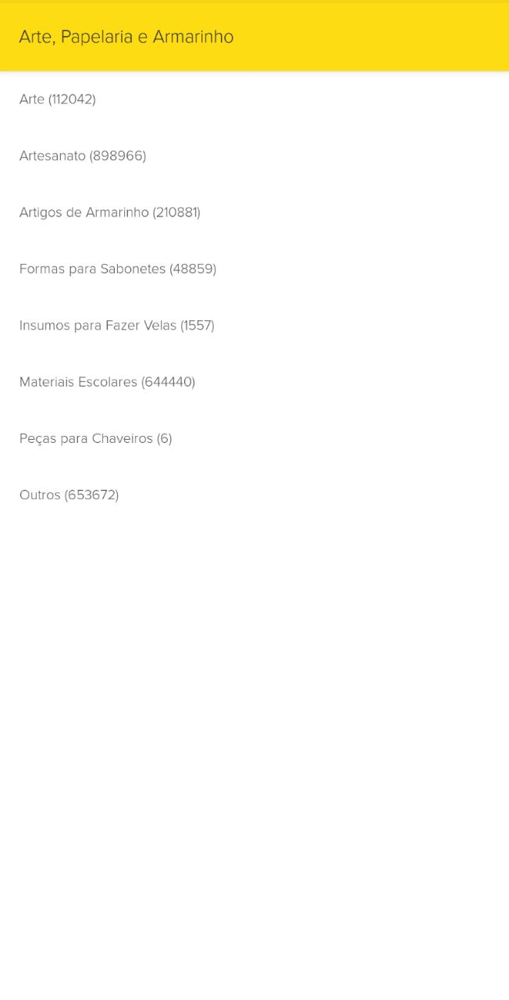 Arte, Papelaria e Armarinho
Arte (112042)
Artesanato (898966)
Artigos de Armarinho (210881)
Formas para Sabonetes (48859)
Insumos para Fazer Velas (1557)
Materiais Escolares (644440)
Peças para Chaveiros (6)
Outros (653672)